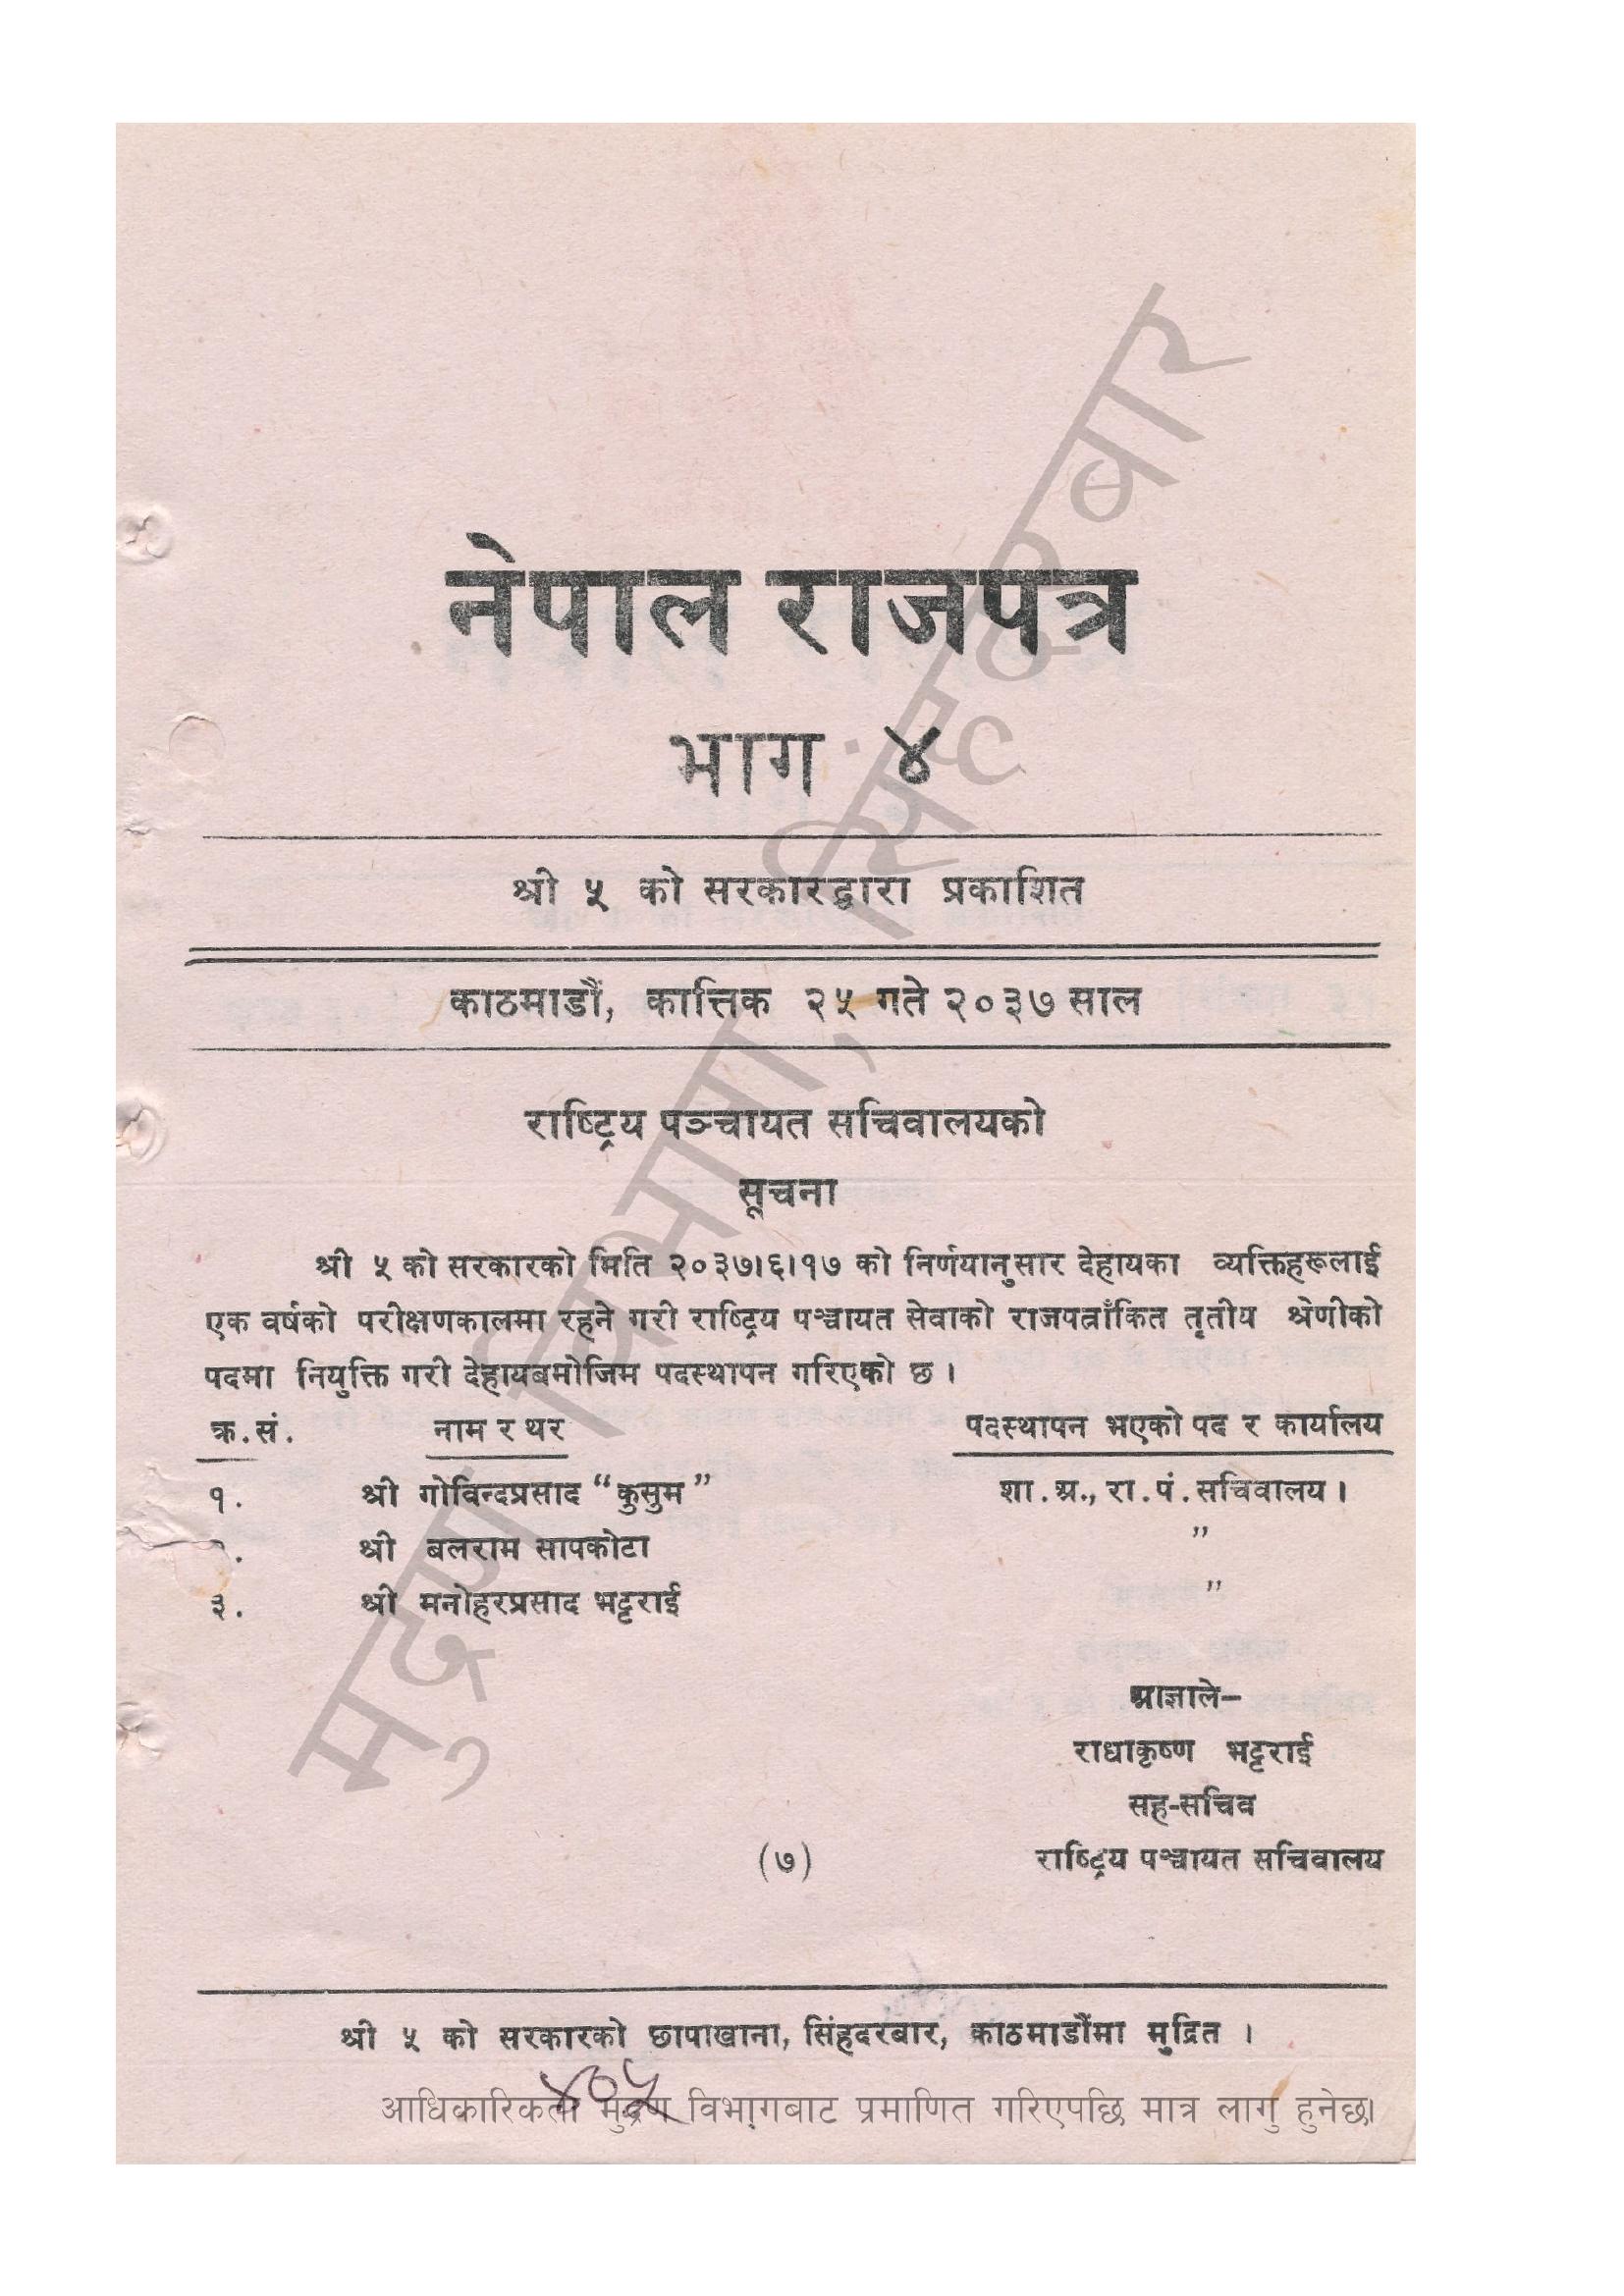 नेपाल राजपत्र
भाग ४
श्री ५ को सरकारद्वारा प्रकाशित
काठमाडौं, कात्तिक २५ गते २०३७ साल
राष्ट्रिय पञ्चायत सचिवालयको
सूचना
श्री ५ को सरकारको मिति २०३७।६।१७ को निर्णयानुसार देहायका व्यक्तिहरूलाई
एक वर्षको परीक्षणकालमा रहने गरी राष्ट्रिय पञ्चायत सेवाको राजपत्राँकित तृतीय श्रेणीको
पदमा नियुक्ति गरी देहायबमोजिम पदस्थापन गरिएको छ ।
क्र.सं. नाम र थर पदस्थापन भएको पद र कार्यालय
१. श्री गोविन्दप्रसाद “कुसुम” शा.अ., रा.पं. सचिवालय ।
श्री बलराम सापकोटा ”
३. श्री मनोहरप्रसाद भट्टराई ”
आज्ञाले–
राधाकृष्ण भट्टराई
सह-सचिव
(७) राष्ट्रिय पञ्चायत सचिवालय
श्री ५ को सरकारको छापाखाना, सिंहदरबार, काठमाडौंमा मुद्रित ।
४०५
आधिकारिकता मुद्रण विभागबाट प्रमाणित गरिएपछि मात्र लागु हुनेछ।
मुद्रण विभाग, सिंहदरबार